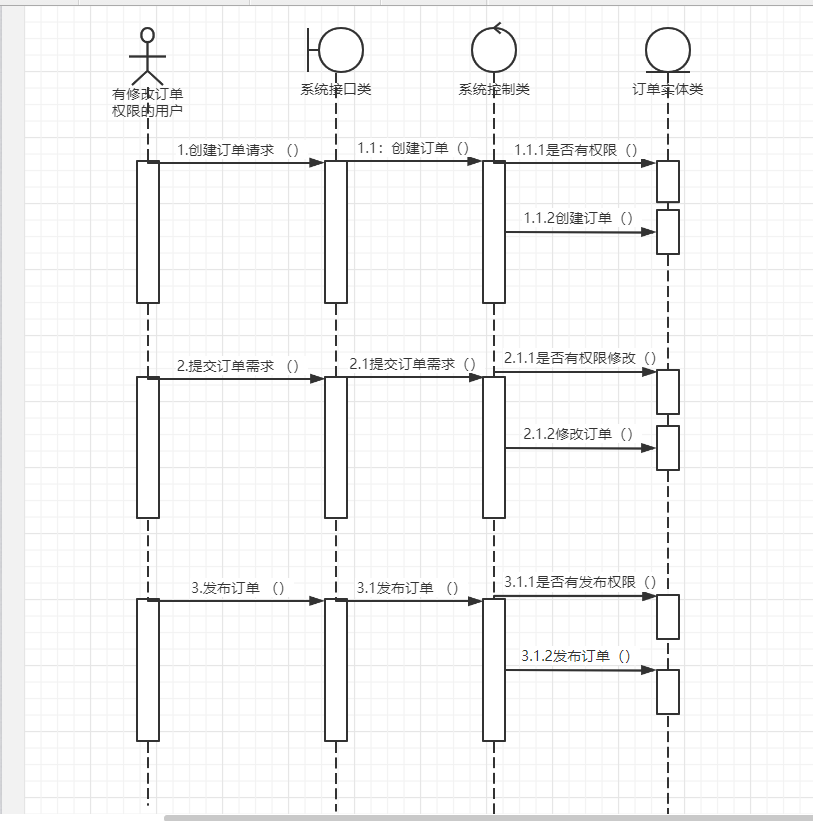 有修改订单
权限的用户
系统接口类
系统控制类
订单实体类
1.创建订单请求 （）
1.1：创建订单（）
1.1.1是否有权限（）
1.1.2创建订单（）
2.提交订单需求 （）
2.1提交订单需求（）
2.1.1是否有权限修改（）
2.1.2修改订单（）
3.发布订单 （）
3.1发布订单 （）
3.1.1是否有发布权限（）
3.1.2发布订单（）